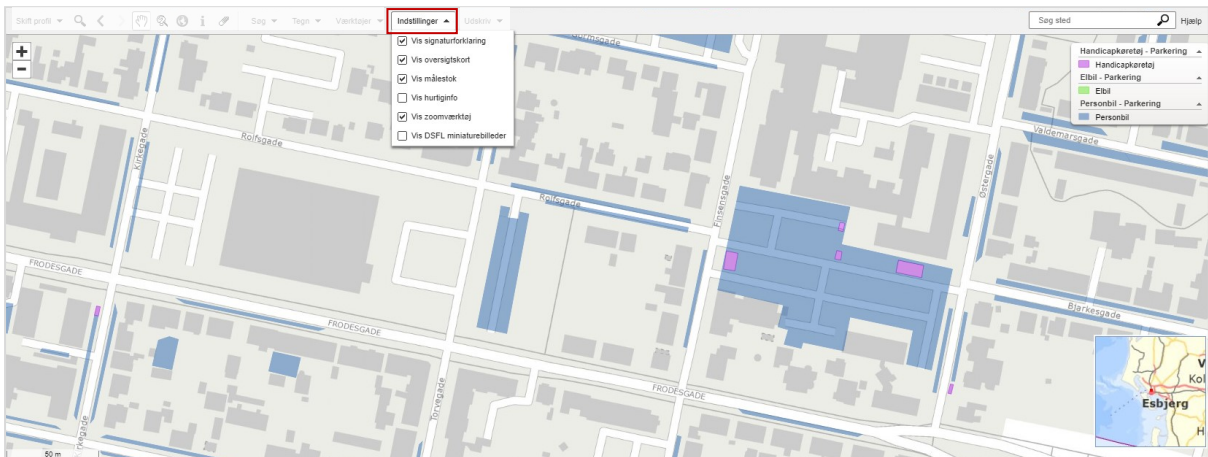 Skift profil
Søg
Tegn
Værktøjer
Indstillinger
Udskriv
Søg sted
Hjælp
Vis signaturforklaring
Vis oversigtskort
Vis målestok
Vis hurtiginfo
Vis zoomværktøj
Vis DSFL miniaturebilleder
Handicapkøretøj - Parkering
Handicapkøretøj
Elbil - Parkering
Elbil
Personbil - Parkering
Personbil
Kirkegade
Rolfsgade
Rolfsgade
Finsensgade
Østergade
Valdemarsgade
FRODESGADE
FRODESGADE
FRODESGADE
Bjarkesgade
Torvegade
V
Kol
Esbjerg
H
50 m